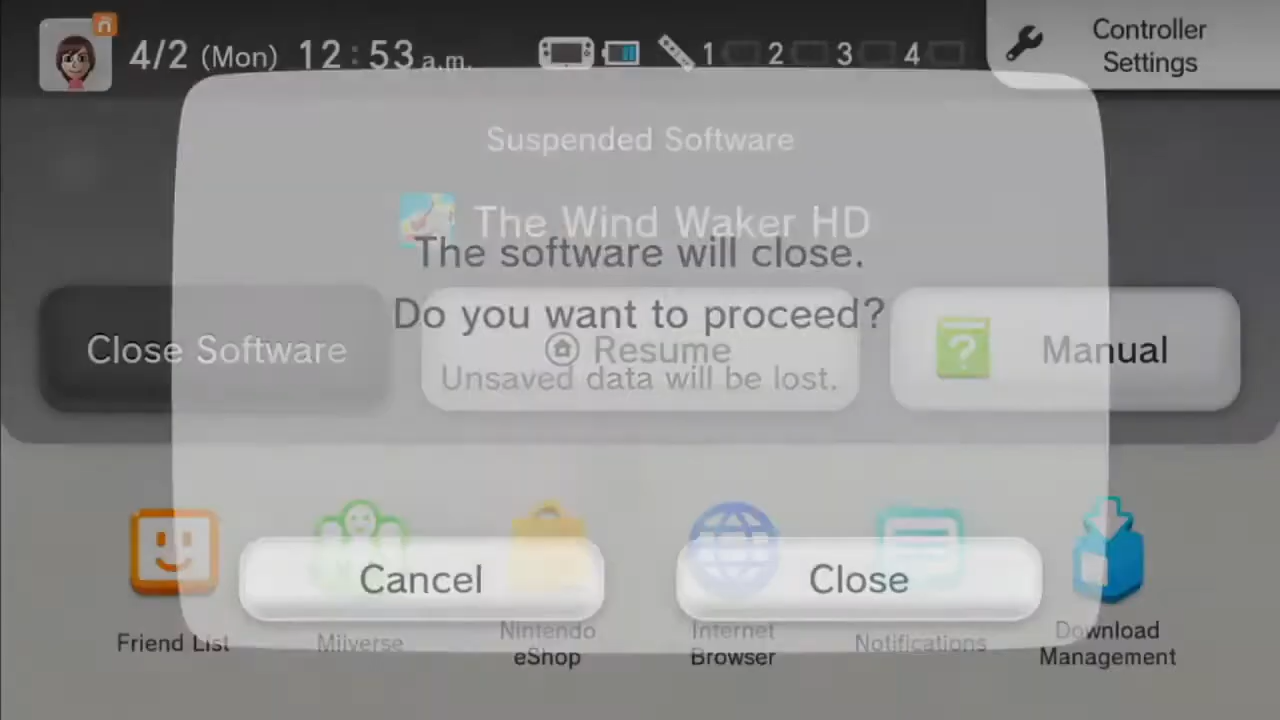 4/2 (Mon) 12:53 a.m.
1 2 3 4
Controller
Settings
Suspended Software
The Wind Waker HD
The software will close.
Do you want to proceed?
Close Software
Resume
Manual
Unsaved data will be lost.
Cancel
Close
Friend List
Miiverse
Nintendo
eShop
Internet
Browser
Notifications
Download
Management